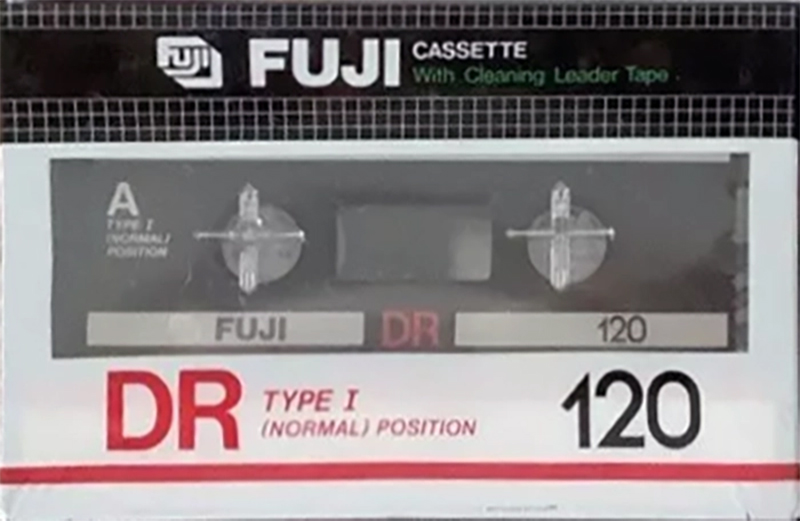 FUJI FUJI CASSETTE
With Cleaning Leader Tape
A
TYPE I
(NORMAL)
POSITION
FUJI DR 120
DR TYPE I
(NORMAL) POSITION
120